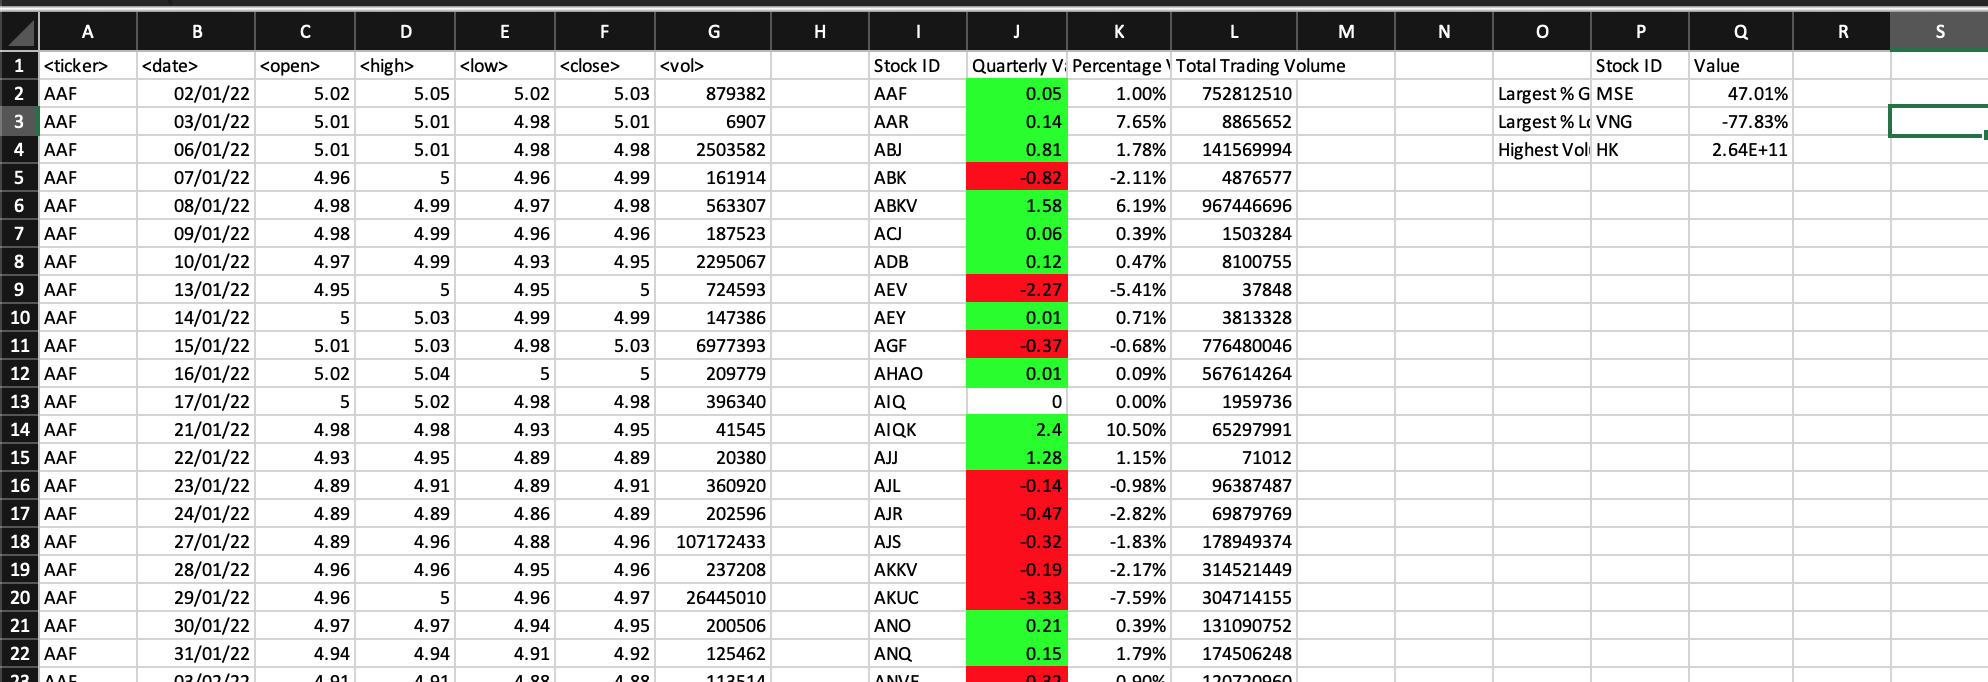 A B C D E F G H I J K L M N O P Q R S
1 <ticker> <date> <open> <high> <low> <close> <vol> Stock ID Quarterly Percentage Total Trading Volume Stock ID Value
2 AAF 02/01/22 5.02 5.05 5.02 5.03 879382 AAF 0.05 1.00% 752812510 Largest % G MSE 47.01%
3 AAF 03/01/22 5.01 5.01 4.98 5.01 6907 AAR 0.14 7.65% 8865652 Largest % L VNG -77.83%
4 AAF 06/01/22 5.01 5.01 4.98 4.98 2503582 ABJ 0.81 1.78% 141569994 Highest Vol HK 2.64E+11
5 AAF 07/01/22 4.96 5 4.96 4.99 161914 ABK -0.82 -2.11% 4876577
6 AAF 08/01/22 4.98 4.99 4.97 4.98 563307 ABKV 1.58 6.19% 967446696
7 AAF 09/01/22 4.98 4.99 4.96 4.96 187523 ACJ 0.06 0.39% 1503284
8 AAF 10/01/22 4.97 4.99 4.93 4.95 2295067 ADB 0.12 0.47% 8100755
9 AAF 13/01/22 4.95 5 4.95 5 724593 AEV -2.27 -5.41% 37848
10 AAF 14/01/22 5 5.03 4.99 4.99 147386 AEY 0.01 0.71% 3813328
11 AAF 15/01/22 5.01 5.03 4.98 5.03 6977393 AGF -0.37 -0.68% 776480046
12 AAF 16/01/22 5.02 5.04 5 5 209779 AHAO 0.01 0.09% 567614264
13 AAF 17/01/22 5 5.02 4.98 4.98 396340 AIQ 0 0.00% 1959736
14 AAF 21/01/22 4.98 4.98 4.93 4.95 41545 AIQK 2.4 10.50% 65297991
15 AAF 22/01/22 4.93 4.95 4.89 4.89 20380 AJJ 1.28 1.15% 71012
16 AAF 23/01/22 4.89 4.91 4.89 4.91 360920 AJL -0.14 -0.98% 96387487
17 AAF 24/01/22 4.89 4.89 4.86 4.89 202596 AJR -0.47 -2.82% 69879769
18 AAF 27/01/22 4.89 4.96 4.88 4.96 107172433 AJS -0.32 -1.83% 178949374
19 AAF 28/01/22 4.96 4.96 4.95 4.96 237208 AKKV -0.19 -2.17% 314521449
20 AAF 29/01/22 4.96 5 4.96 4.97 26445010 AKUC -3.33 -7.59% 304714155
21 AAF 30/01/22 4.97 4.97 4.94 4.95 200506 ANO 0.21 0.39% 131090752
22 AAF 31/01/22 4.94 4.94 4.91 4.92 125462 ANQ 0.15 1.79% 174506248
23 AAF 03/02/22 4.91 4.91 4.88 4.88